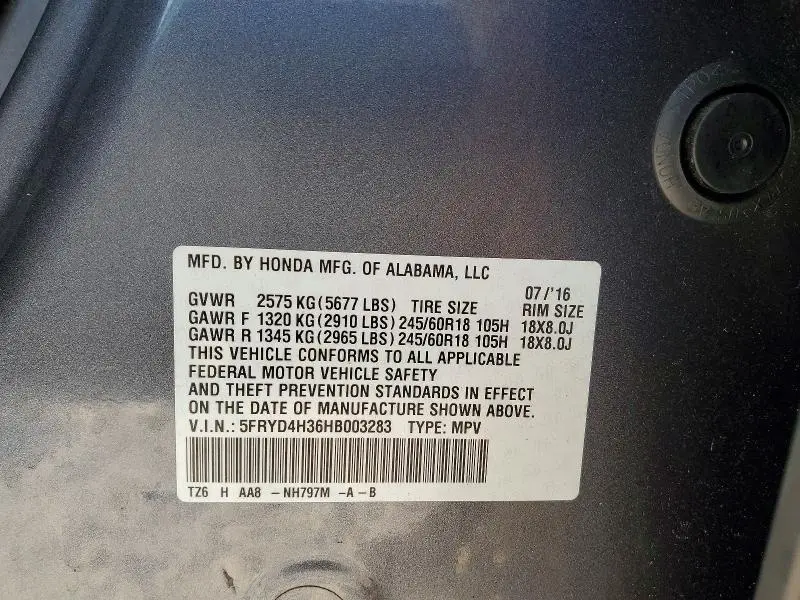 MFD. BY HONDA MFG. OF ALABAMA, LLC
07/'16
GVWR 2575 KG (5677 LBS) TIRE SIZE RIM SIZE
GAWR F 1320 KG (2910 LBS) 245/60R18 105H 18X8.0J
GAWR R 1345 KG (2965 LBS) 245/60R18 105H 18X8.0J
THIS VEHICLE CONFORMS TO ALL APPLICABLE
FEDERAL MOTOR VEHICLE SAFETY
AND THEFT PREVENTION STANDARDS IN EFFECT
ON THE DATE OF MANUFACTURE SHOWN ABOVE.
V.I.N.: 5FRYD4H36HB003283 TYPE: MPV
TZ6 H AA8 -NH797M -A-B